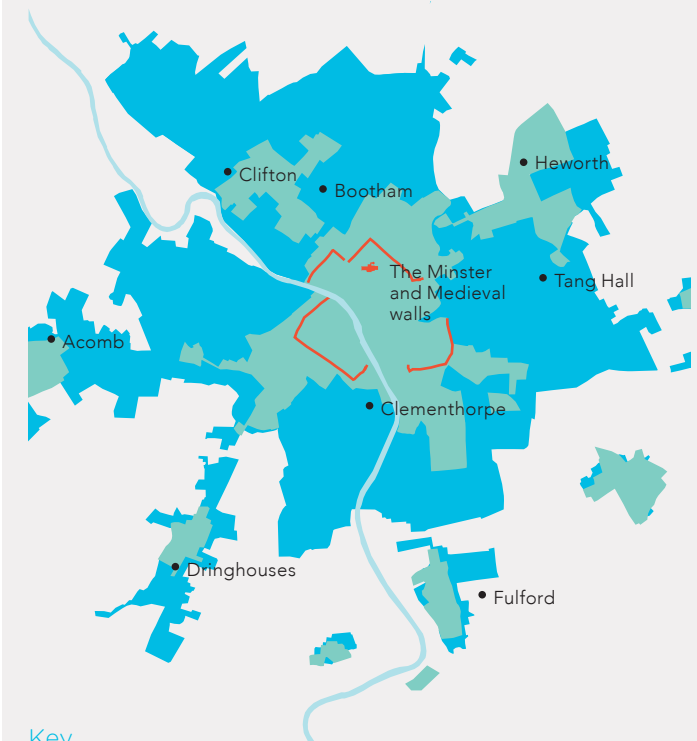 Clifton
Bootham
Heworth
The Minster
and Medieval
walls
Tang Hall
Acomb
Clementhorpe
Dringhouses
Fulford
Key